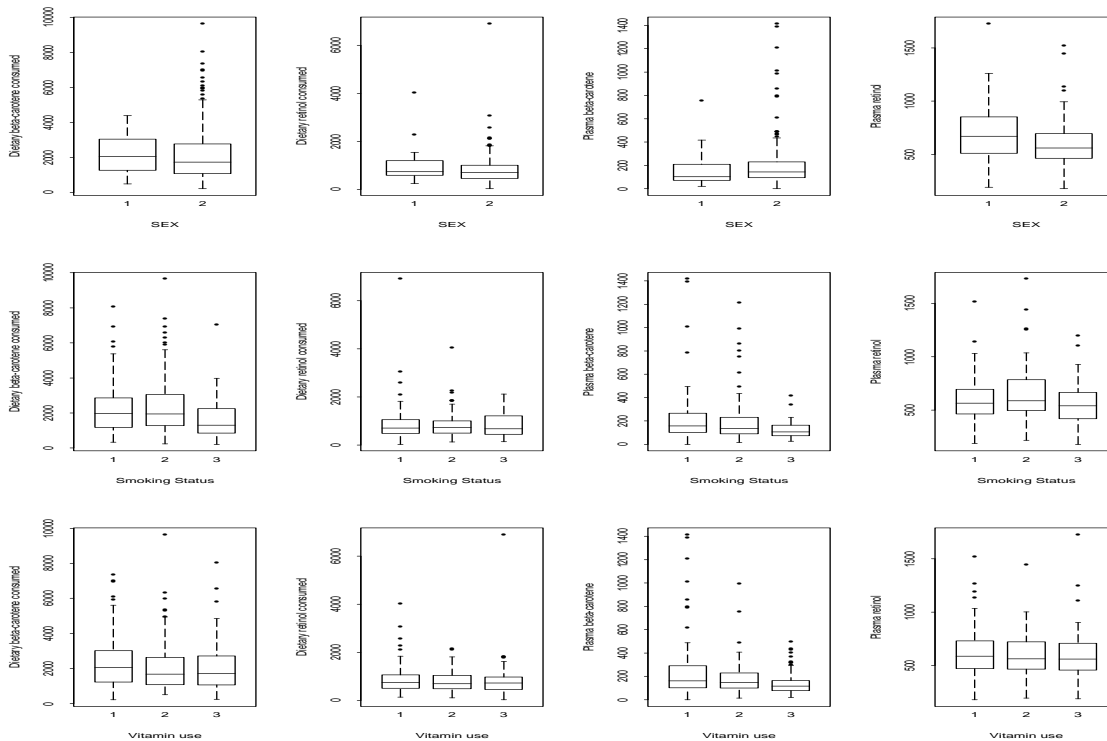 Dietary beta-carotene consumed
0 2000 4000 6000 8000 10000
1 2
SEX
Dietary retinol consumed
0 2000 4000 6000
1 2
SEX
Plasma beta-carotene
0 200 400 600 800 1000 1200 1400
1 2
SEX
Plasma retinol
500 1000 1500
1 2
SEX
Dietary beta-carotene consumed
0 2000 4000 6000 8000 10000
1 2 3
Smoking Status
Dietary retinol consumed
0 2000 4000 6000
1 2 3
Smoking Status
Plasma beta-carotene
0 200 400 600 800 1000 1200 1400
1 2 3
Smoking Status
Plasma retinol
500 1000 1500
1 2 3
Smoking Status
Dietary beta-carotene consumed
0 2000 4000 6000 8000 10000
1 2 3
Vitamin use
Dietary retinol consumed
0 2000 4000 6000
1 2 3
Vitamin use
Plasma beta-carotene
0 200 400 600 800 1000 1200 1400
1 2 3
Vitamin use
Plasma retinol
500 1000 1500
1 2 3
Vitamin use